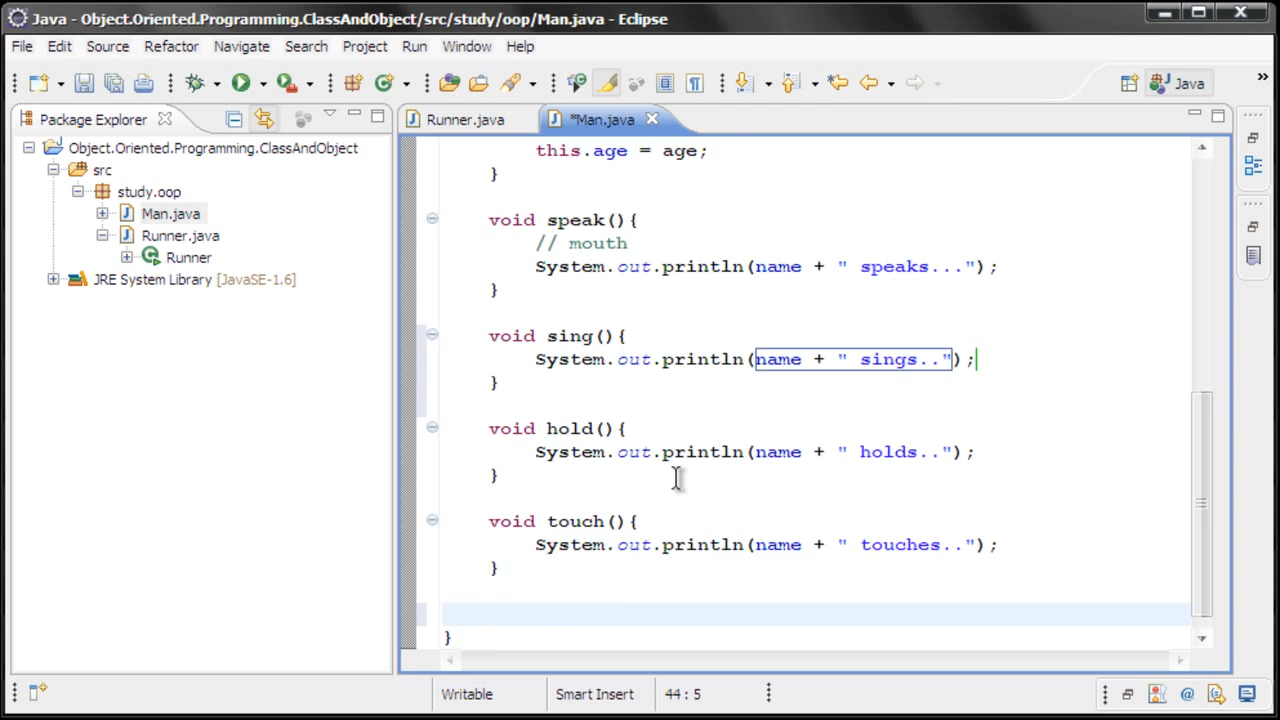 Java - Object.Oriented.Programming.ClassAndObject/src/study/oop/Man.java - Eclipse
File Edit Source Refactor Navigate Search Project Run Window Help
Java »
Package Explorer
Object.Oriented.Programming.ClassAndObject
src
study.oop
Man.java
Runner.java
Runner
JRE System Library [JavaSE-1.6]
Runner.java *Man.java
this.age = age;
}
void speak(){
// mouth
System.out.println(name + " speaks...");
}
void sing(){
System.out.println(name + " sings..");
}
void hold(){
System.out.println(name + " holds..");
}
void touch(){
System.out.println(name + " touches..");
}
}
Writable Smart Insert 44 : 5